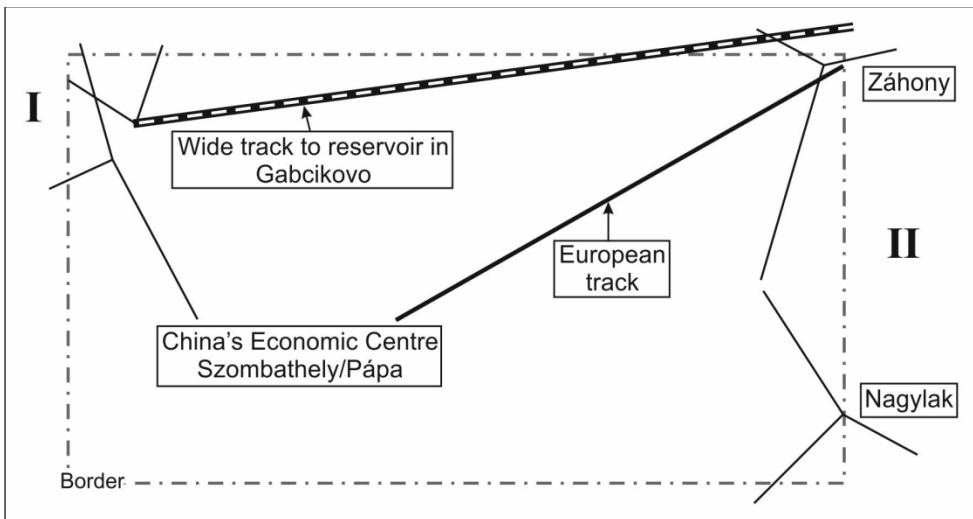 Záhony
I
Wide track to reservoir in
Gabcikovo
II
European
track
China's Economic Centre
Szombathely/Pápa
Nagylak
Border